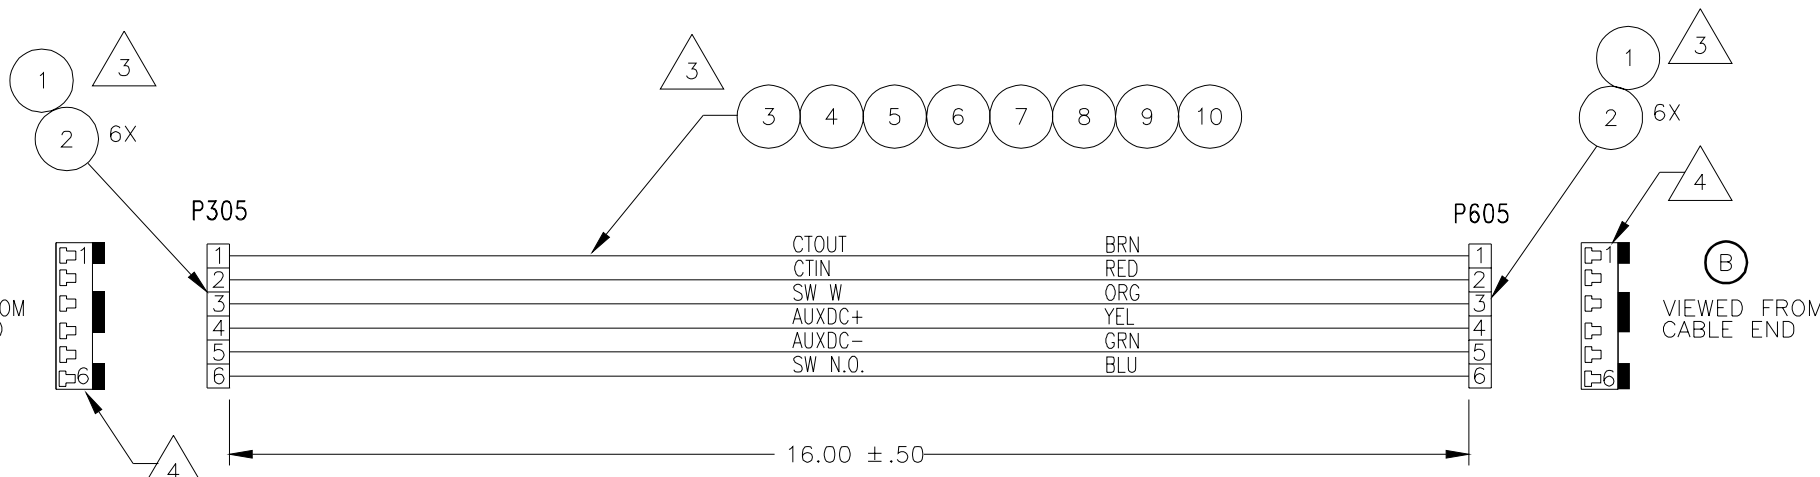 1 3
2 6X
3
3 4 5 6 7 8 9 10
1 3
2 6X
4
P305
P605
1 1 CTOUT BRN 1 1
2 CTIN RED 2
3 SW W ORG 3
4 AUXDC+ YEL 4
5 AUXDC- GRN 5
6 6 SW N.O. BLU 6 6
B
VIEWED FROM
CABLE END
4
16.00 ±.50